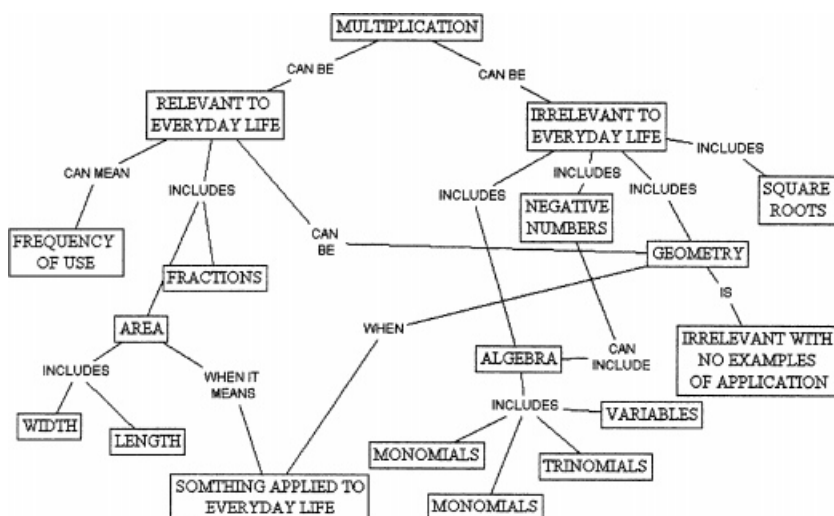 MULTIPLICATION
CAN BE
CAN BE
RELEVANT TO
EVERYDAY LIFE
IRRELEVANT TO
EVERYDAY LIFE
CAN MEAN
INCLUDES
CAN
BE
INCLUDES
INCLUDES
INCLUDES
INCLUDES
SQUARE
ROOTS
FREQUENCY
OF USE
FRACTIONS
NEGATIVE
NUMBERS
GEOMETRY
AREA
WHEN
IS
INCLUDES
WHEN IT
MEANS
ALGEBRA
CAN
INCLUDE
IRRELEVANT WITH
NO EXAMPLES
OF APPLICATION
WIDTH
LENGTH
INCLUDES
VARIABLES
MONOMIALS
TRINOMIALS
MONOMIALS
SOMTHING APPLIED TO
EVERYDAY LIFE